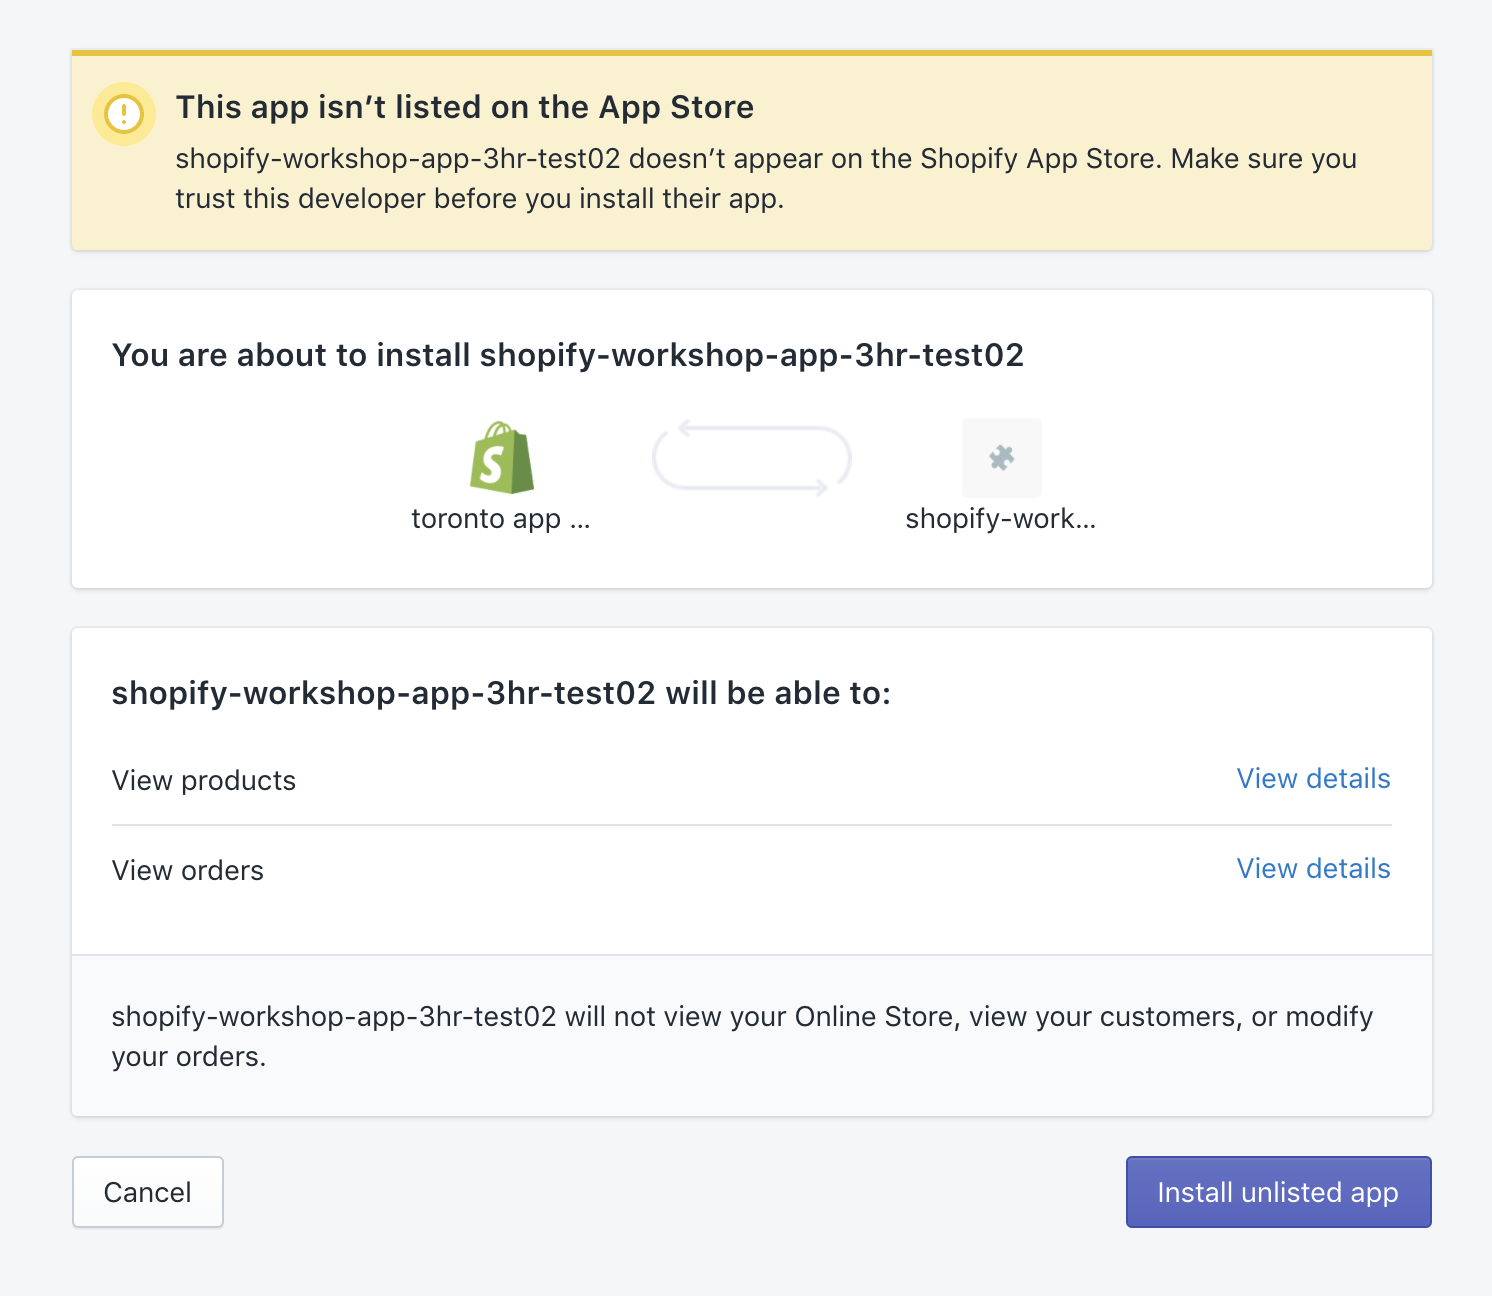 This app isn’t listed on the App Store
shopify-workshop-app-3hr-test02 doesn’t appear on the Shopify App Store. Make sure you
trust this developer before you install their app.
You are about to install shopify-workshop-app-3hr-test02
toronto app ...
shopify-work...
shopify-workshop-app-3hr-test02 will be able to:
View products
View details
View orders
View details
shopify-workshop-app-3hr-test02 will not view your Online Store, view your customers, or modify
your orders.
Cancel
Install unlisted app